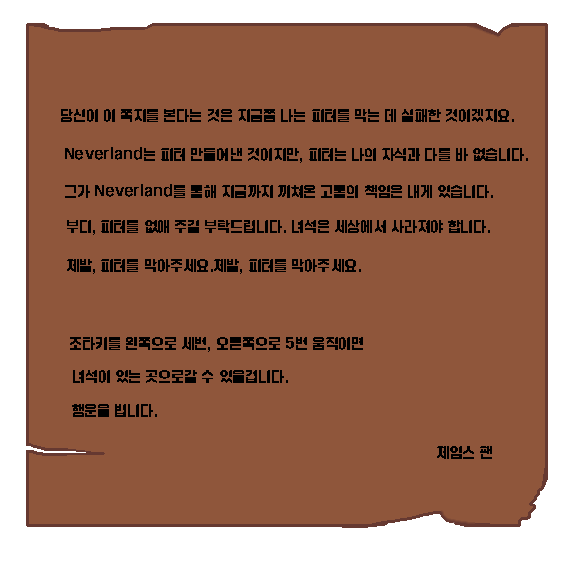 당신이 이 쪽지를 본다는 것은 지금쯤 나는 피터를 막는 데 실패한 것이겠지요.
Neverland는 피터 만들어낸 것이지만, 피터는 나의 자식과 다를 바 없습니다.
그가 Neverland를 통해 지금까지 끼쳐온 고통의 책임은 내게 있습니다.
부디, 피터를 없애 주길 부탁드립니다. 녀석은 세상에서 사라져야 합니다.
제발, 피터를 막아주세요.제발, 피터를 막아주세요.
조타키를 왼쪽으로 세번, 오른쪽으로 5번 움직이면
녀석이 있는 곳으로갈 수 있을겁니다.
행운을 빕니다.
제임스 팬